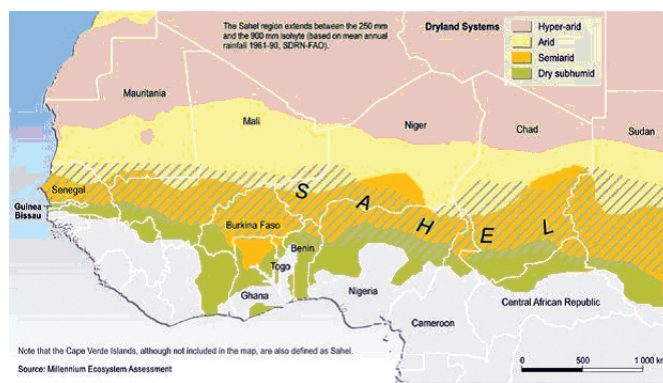 The Sahel region extends between the 250 mm
and the 900 mm isohyte (based on mean annual
rainfall 1961-90, SDRN-FAO).
Dryland Systems
Hyper-arid
Arid
Semiarid
Dry subhumid
Mauritania
Mali
Niger
Chad
Sudan
Senegal
SAHEL
Guinea
Bissau
Burkina Faso
Benin
Togo
Ghana
Nigeria
Central African Republic
Cameroon
Note that the Cape Verde Islands, although not included in the map, are also defined as Sahel.
Source: Millennium Ecosystem Assessment
0 500 1 000 km